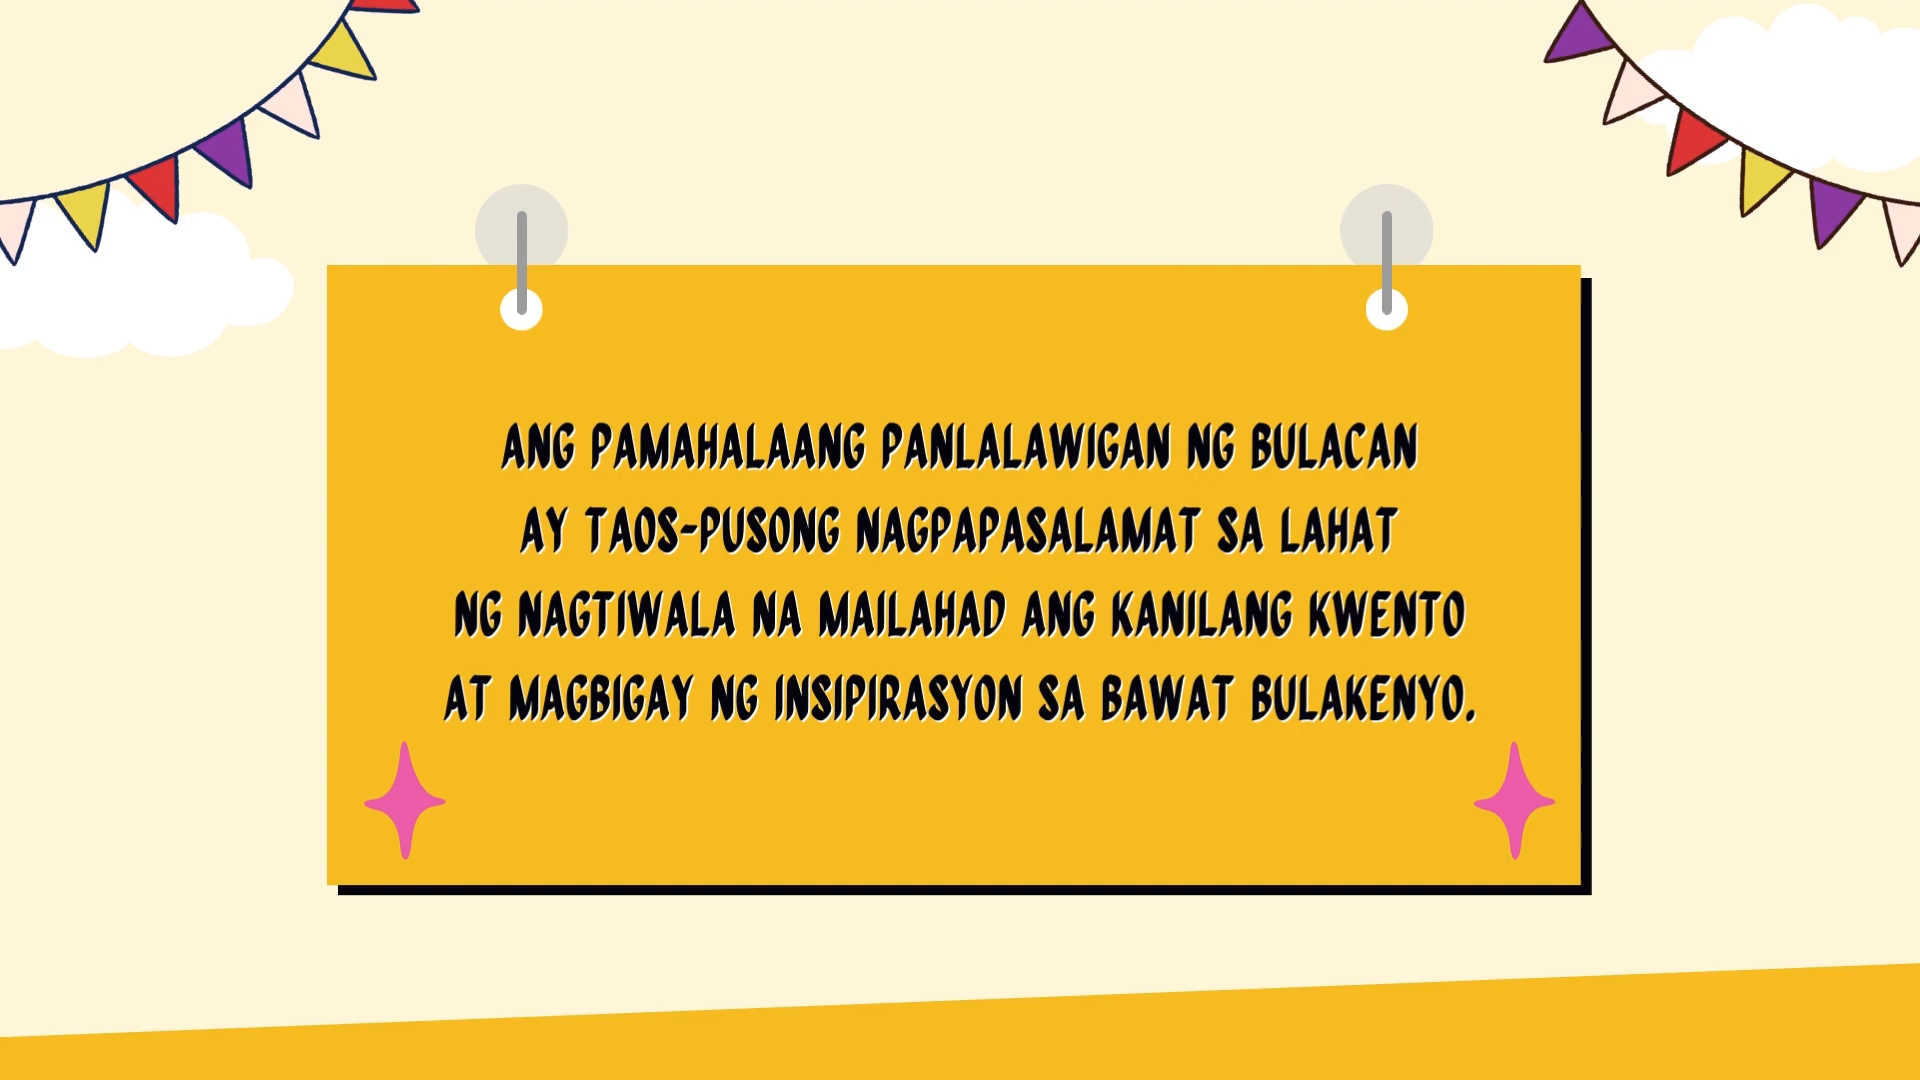 ANG PAMAHALAANG PANLALAWIGAN NG BULACAN
AY TAOS-PUSONG NAGPAPASALAMAT SA LAHAT
NG NAGTIWALA NA MAILAHAD ANG KANILANG KWENTO
AT MAGBIGAY NG INSIPIRASYON SA BAWAT BULAKENYO.